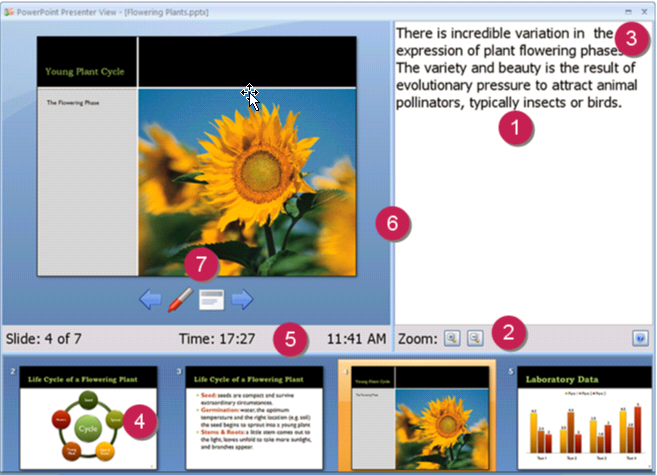 PowerPoint Presenter View - [Flowering Plants.pptx]
Young Plant Cycle
The Flowering Phase
There is incredible variation in the
expression of plant flowering phases
The variety and beauty is the result of
evolutionary pressure to attract animal
pollinators, typically insects or birds.
3
1
6
7
Slide: 4 of 7
Time: 17:27
5
11:41 AM
Zoom:
2
2
Life Cycle of a Flowering Plant
Seed
Cycle
4
3
Life Cycle of a Flowering Plant
• Seed: seeds are compact and survive
extraordinary circumstances.
• Germination: water, the optimum
temperature and the right location (e.g. soil)
the seed begins to sprout into a young plant
• Stems & Roots: a little stem comes out to
the light, leaves unfold to take more sunlight,
and branches appear.
Young Plant Cycle
The Flowering Phase
5
Laboratory Data